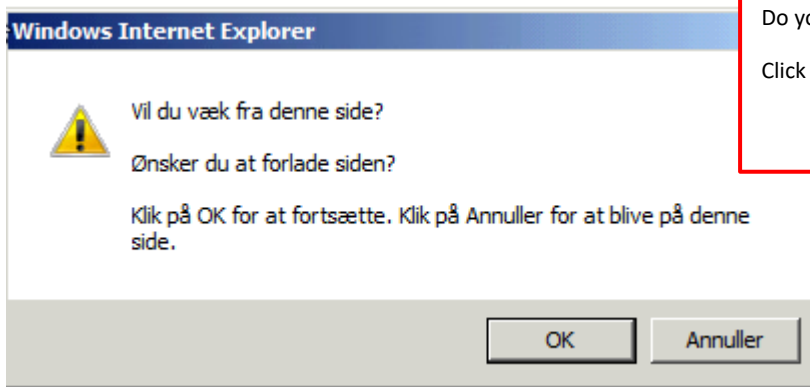 Windows Internet Explorer
Vil du væk fra denne side?
Ønsker du at forlade siden?
Klik på OK for at fortsætte. Klik på Annuller for at blive på denne
side.
OK
Annuller
Do
Click